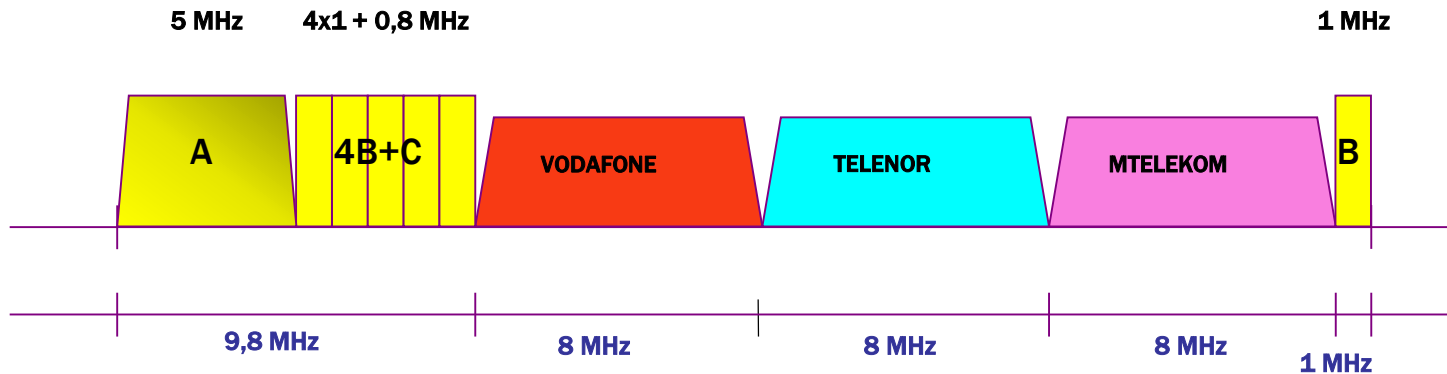 5 MHz 4x1 + 0,8 MHz 1 MHz
A 4B+C VODAFONE TELENOR MTELEKOM B
9,8 MHz 8 MHz 8 MHz 8 MHz 1 MHz